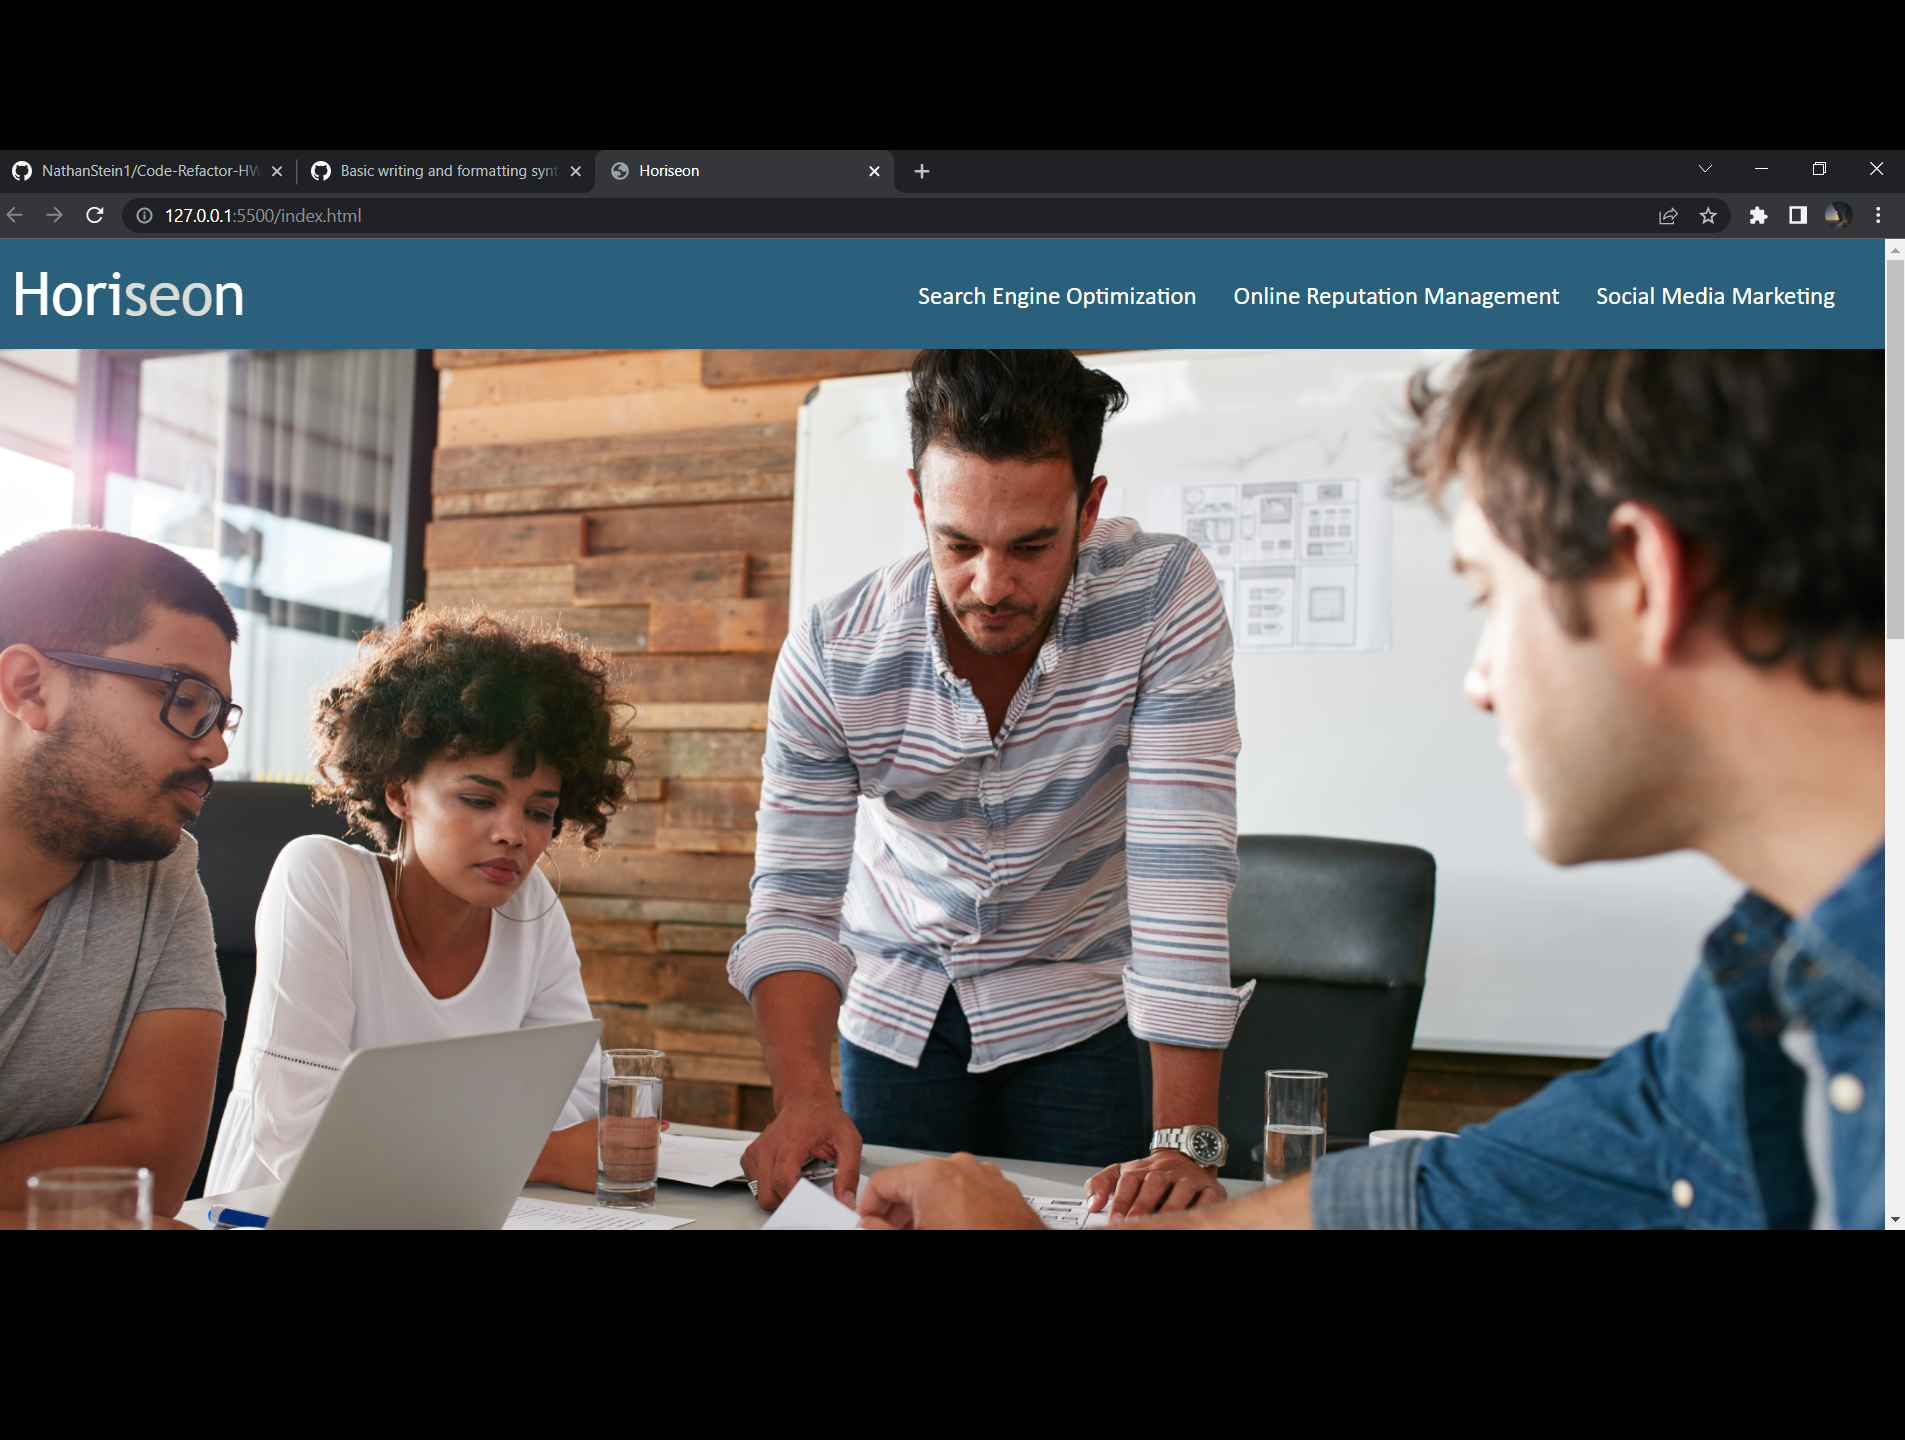 NathanStein1/Code-Refactor-HW
Basic writing and formatting synt
Horiseon
127.0.0.1:5500/index.html
Horiseon
Search Engine Optimization
Online Reputation Management
Social Media Marketing